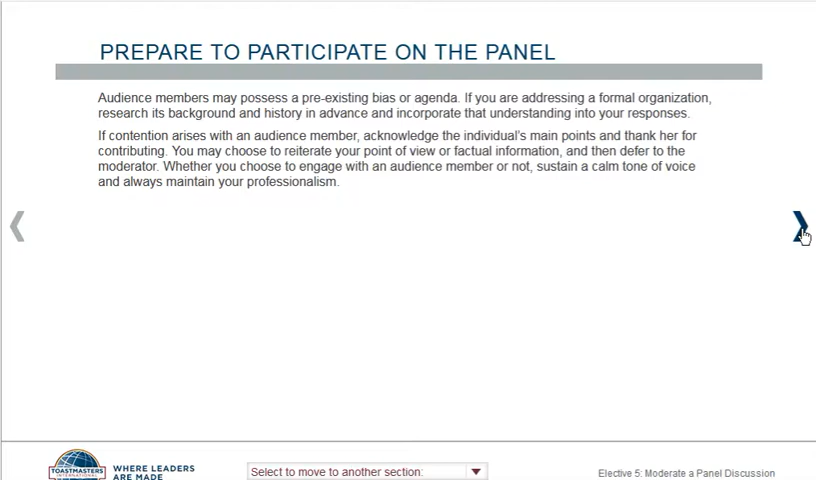 PREPARE TO PARTICIPATE ON THE PANEL
Audience members may possess a pre-existing bias or agenda. If you are addressing a formal organization,
research its background and history in advance and incorporate that understanding into your responses.
If contention arises with an audience member, acknowledge the individual's main points and thank her for
contributing. You may choose to reiterate your point of view or factual information, and then defer to the
moderator. Whether you choose to engage with an audience member or not, sustain a calm tone of voice
and always maintain your professionalism.
TOASTMASTERS
INTERNATIONAL
WHERE LEADERS
ARE MADE
Select to move to another section:
Elective 5: Moderate a Panel Discussion